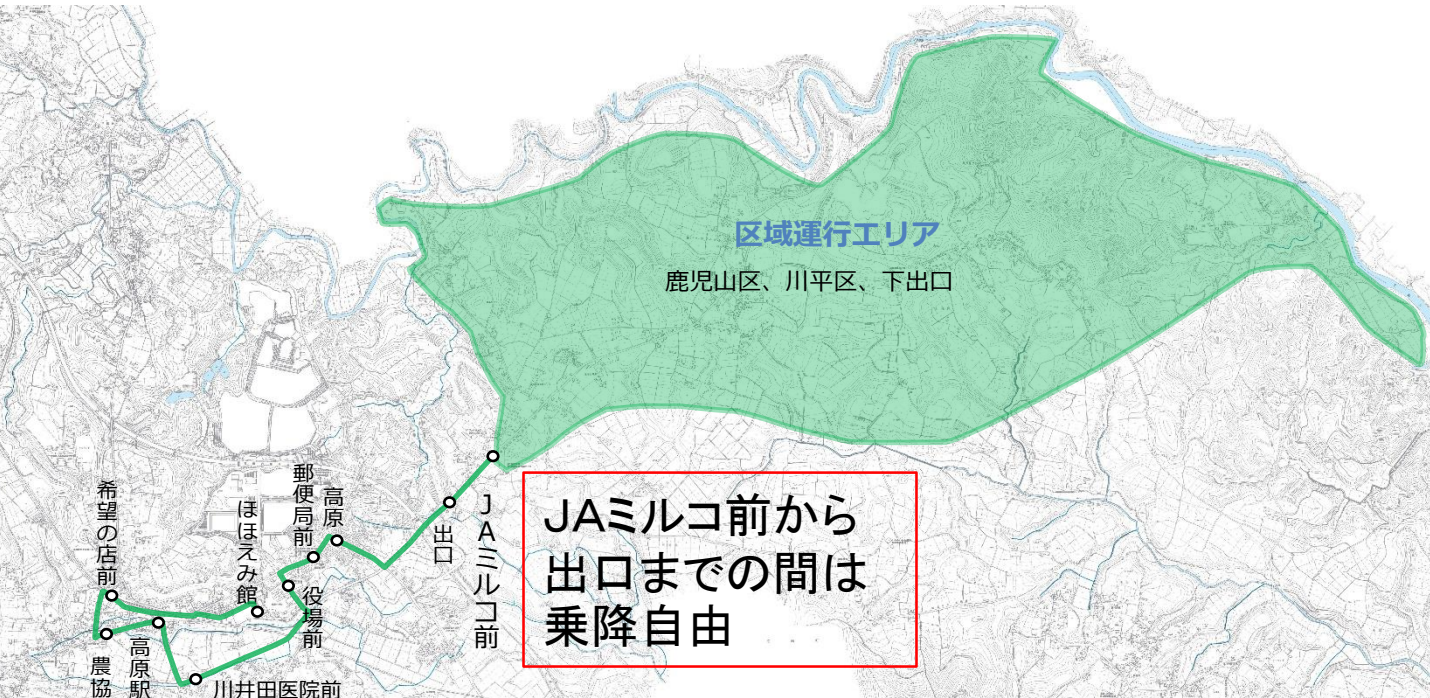 区域運行エリア
鹿児山区、川平区、下出口
JAミルコ前から
出口までの間は
乗降自由
JAミルコ前
出口
高原
郵便局前
役場前
ほほえみ館
希望の店前
農協
高原駅
川井田医院前